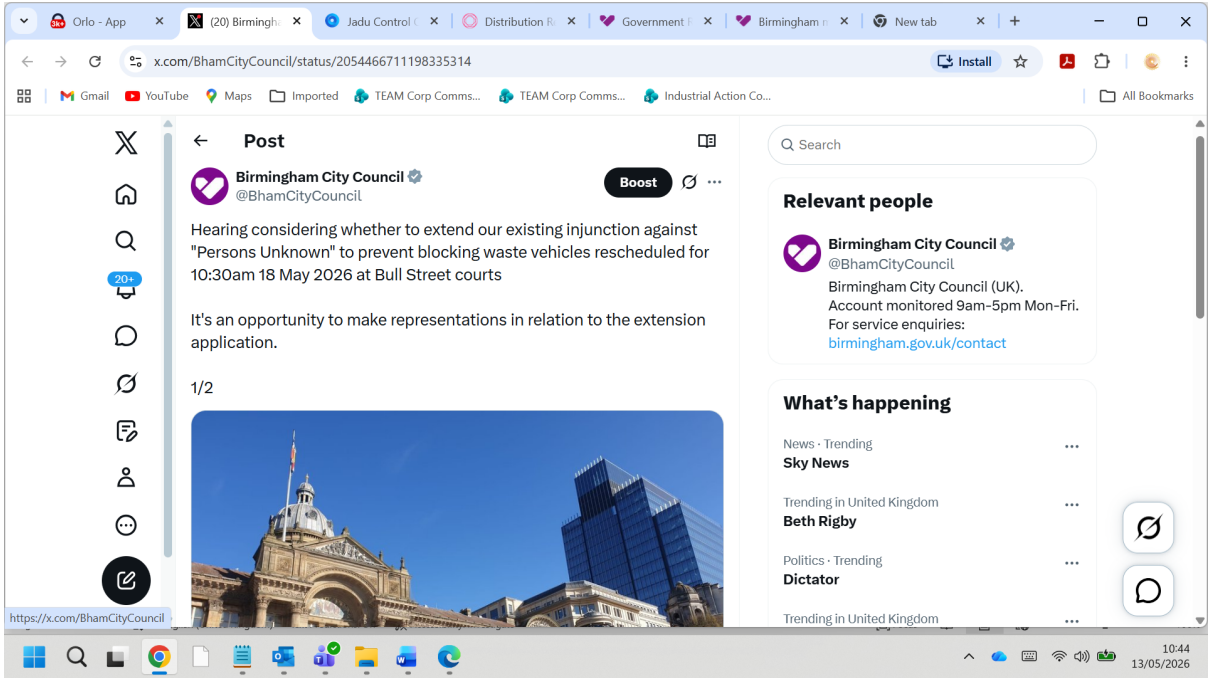 Orlo - App
(20) Birmingha
Jadu Control C
Distribution R
Government R
Birmingham m
New tab
x.com/BhamCityCouncil/status/2054466711198335314
Install
Gmail
YouTube
Maps
Imported
TEAM Corp Comms...
TEAM Corp Comms...
Industrial Action Co...
All Bookmarks
Post
Birmingham City Council
@BhamCityCouncil
Boost
Hearing considering whether to extend our existing injunction against
"Persons Unknown" to prevent blocking waste vehicles rescheduled for
10:30am 18 May 2026 at Bull Street courts
It's an opportunity to make representations in relation to the extension
application.
1/2
20+
Search
Relevant people
Birmingham City Council
@BhamCityCouncil
Birmingham City Council (UK).
Account monitored 9am-5pm Mon-Fri.
For service enquiries:
birmingham.gov.uk/contact
What's happening
News · Trending
Sky News
Trending in United Kingdom
Beth Rigby
Politics · Trending
Dictator
Trending in United Kingdom
https://x.com/BhamCityCouncil
10:44
13/05/2026